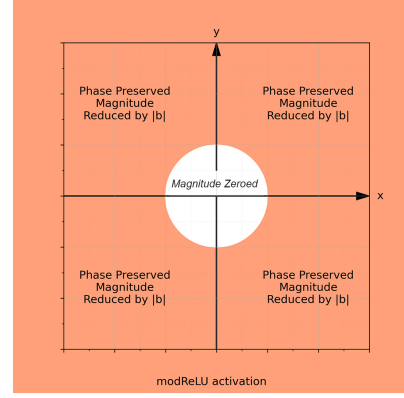 y
Phase Preserved
Magnitude
Reduced by |b|
Phase Preserved
Magnitude
Reduced by |b|
Magnitude Zeroed
x
Phase Preserved
Magnitude
Reduced by |b|
Phase Preserved
Magnitude
Reduced by |b|
modReLU activation